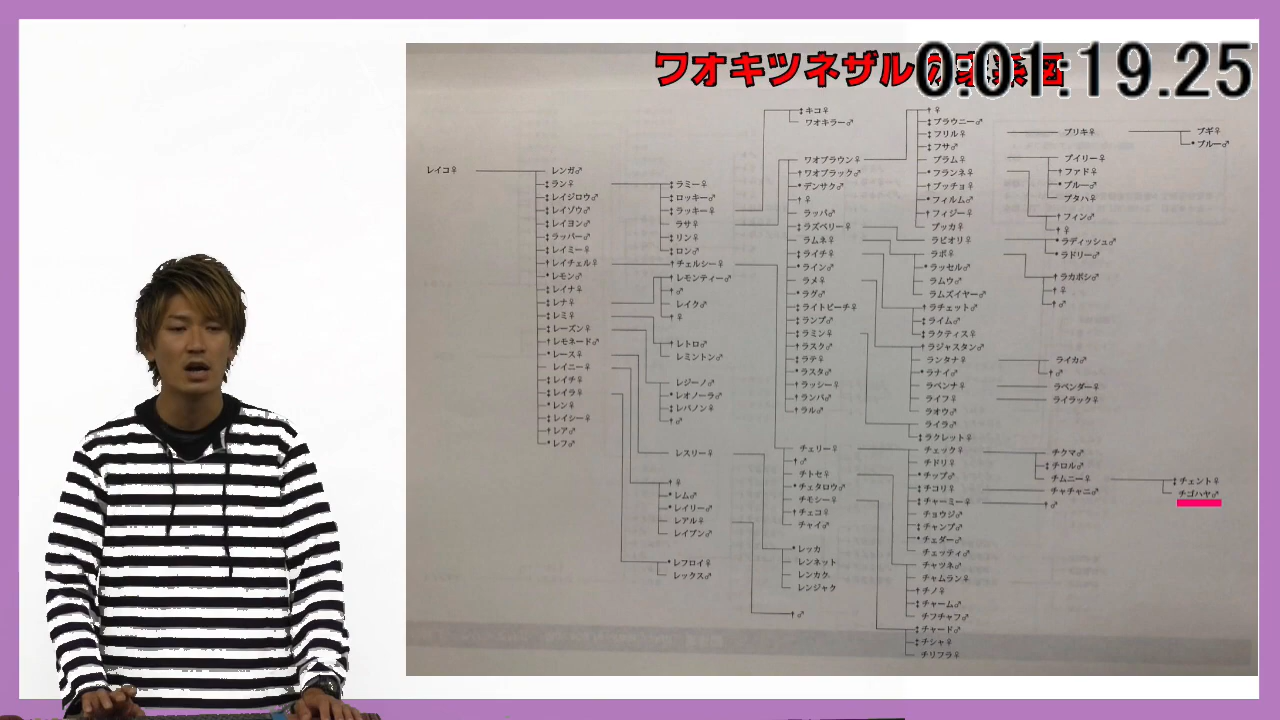 ワオキツネザルの家系図
0:01:19.25
レイコ♀
レンガ♂
‡ラン♀
‡レイジロウ♂
‡レイゾウ♂
‡レイヨン♂
‡ラッパー♂
‡レイミー♀
†レイチェル♀
*レモン♂
‡レイナ♀
†レナ♀
‡レミ♀
‡レーズン♀
†レモネード♂
*レース♀
レイニー♀
‡レイチ♀
‡レイラ♀
*レン♀
‡レイシー♀
†レア♂
*レフ♂
‡ラミー♀
‡ロッキー♂
‡ラッキー♀
ラサ♀
‡リン♀
‡ロン♂
†チェルシー♀
†レモンティー♂
†♂
レイク♂
†♀
†レトロ♂
レミントン♂
レジーノ♂
*レオノーラ♂
‡レバノン♀
†♂
レスリー♀
†♀
*レム♂
*レイリー♂
レアル♀
レイブン♂
*レフロイ♀
レックス♂
‡キコ♀
ワオキラー♂
ワオブラウン♀
†ワオブラック♂
*デンサク♂
†♀
ラッパ♂
‡ラズベリー♀
ラムネ♀
‡ライチ♀
*ライン♂
ラメ♀
*ラグ♂
‡ライトピーチ♀
‡ランプ♂
‡ラミン♀
†ラスク♂
‡ラテ♀
*ラスタ♂
†ラッシー♂
†ランバ♂
†ラル♂
チェリー♀
†♂
チトセ♀
*チェタロウ♂
チモシー♀
†チェコ♀
チャイ♂
*レッカ
レンネット
レンカク
レンジャク
†♂
†♀
‡ブラウニー♂
‡フリル♀
‡フサ♂
プラム♀
*フランネ♀
†プッチョ♀
*フィルム♂
†フィジー♀
プッカ♀
ラビオリ♀
ラボ♀
*ラッセル♂
ラムウ♂
ラムズイヤー♂
†ラチェット♂
‡ライム♂
‡ラクティス♀
†ラジャスタン♂
ランタナ♀
*ラナイ♂
ラベンナ♀
ライフ♀
ラオウ♂
ライラ♂
‡ラクレット♀
チェック♀
チドリ♀
*チップ♂
‡チコリ♀
‡チャーミー♀
チョウジ♂
‡チャンプ♂
*チェダー♂
チェッティ♂
チャツネ♂
チャムラン♀
†チノ♀
‡チャーム♂
チフチャフ♂
‡チャード♂
‡チシャ♀
チリフラ♀
ブリキ♀
ブイリー♀
†ファド♀
*ブルー♂
ブタハ♀
†フィン♂
†♀
*ラディッシュ♂
*ラドリー♂
†ラカポシ♂
†♀
†♂
ライカ♂
†♂
ラベンダー♀
ライラック♀
チクマ♂
‡チロル♂
チムニー♀
チャチャニ♂
*♂
ブギ♀
*ブルー♂
‡チェント♀
チゴハヤ♂